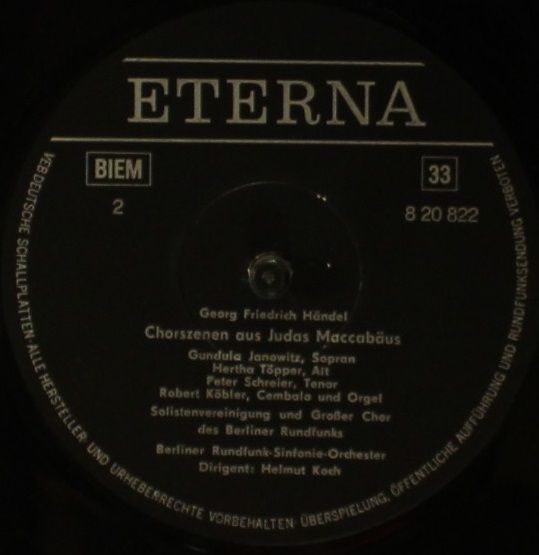 ETERNA
BIEM
33
2
8 20 822
Georg Friedrich Händel
Chorszenen aus Judas Maccabäus
Gundula Janowitz, Sopran
Hertha Töpper, Alt
Peter Schreier, Tenor
Robert Köbler, Cembalo und Orgel
Solistenvereinigung und Großer Chor
des Berliner Rundfunks
Berliner Rundfunk-Sinfonie-Orchester
Dirigent: Helmut Koch
VEB DEUTSCHE SCHALLPLATTEN · ALLE HERSTELLER UND URHEBERRECHTE VORBEHALTEN ÜBERSPIELUNG, ÖFFENTLICHE AUFFÜHRUNG UND RUNDFUNKSENDUNG VERBOTEN